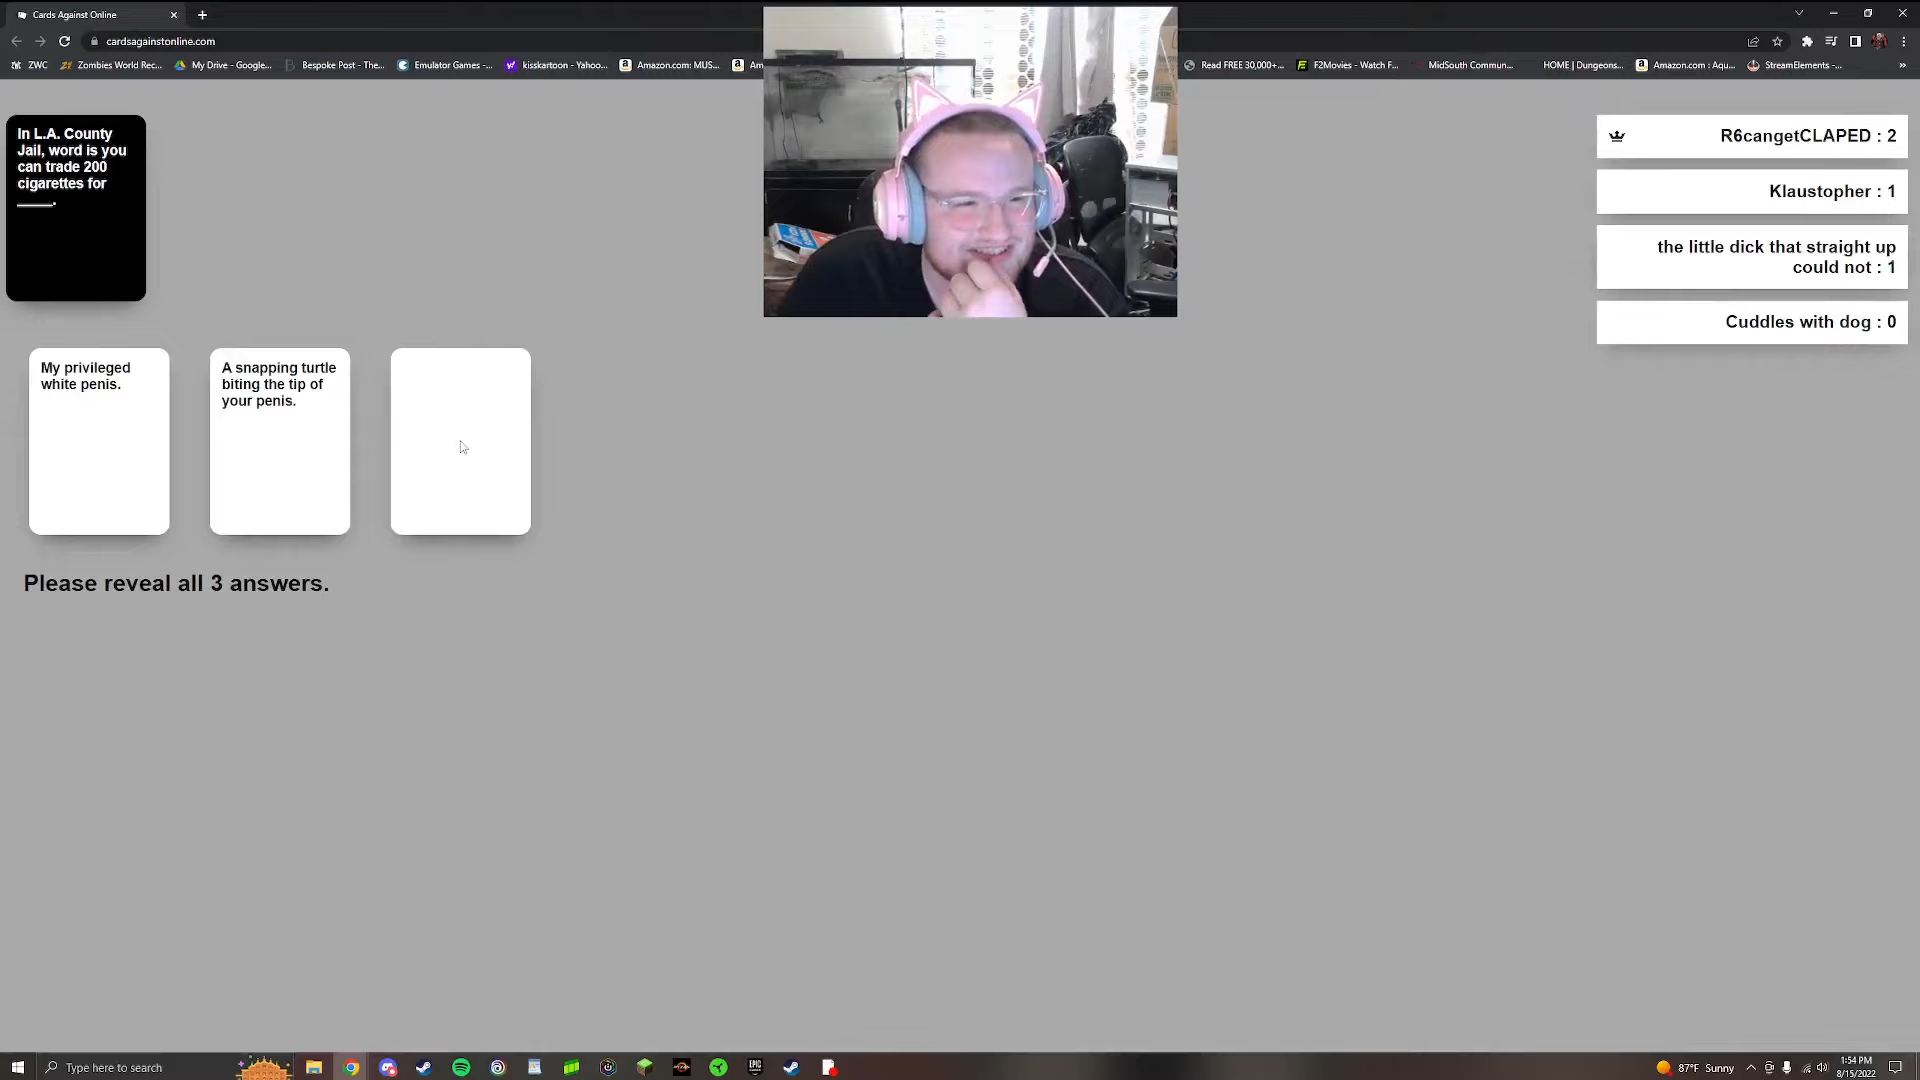 Cards Against Online
cardsagainstonline.com
ZWC
Zombies World Rec...
My Drive - Google...
Bespoke Post - The...
Emulator Games -...
kisskartoon - Yahoo...
Amazon.com: MUS...
Am
Read FREE 30,000+...
F2Movies - Watch F...
MidSouth Commun...
HOME | Dungeons...
Amazon.com : Aqu...
StreamElements -...
In L.A. County
Jail, word is you
can trade 200
cigarettes for
_____.
R6cangetCLAPED : 2
Klaustopher : 1
the little dick that straight up
could not : 1
Cuddles with dog : 0
My privileged
white penis.
A snapping turtle
biting the tip of
your penis.
Please reveal all 3 answers.
Type here to search
EPIC
87°F Sunny
1:54 PM
8/15/2022